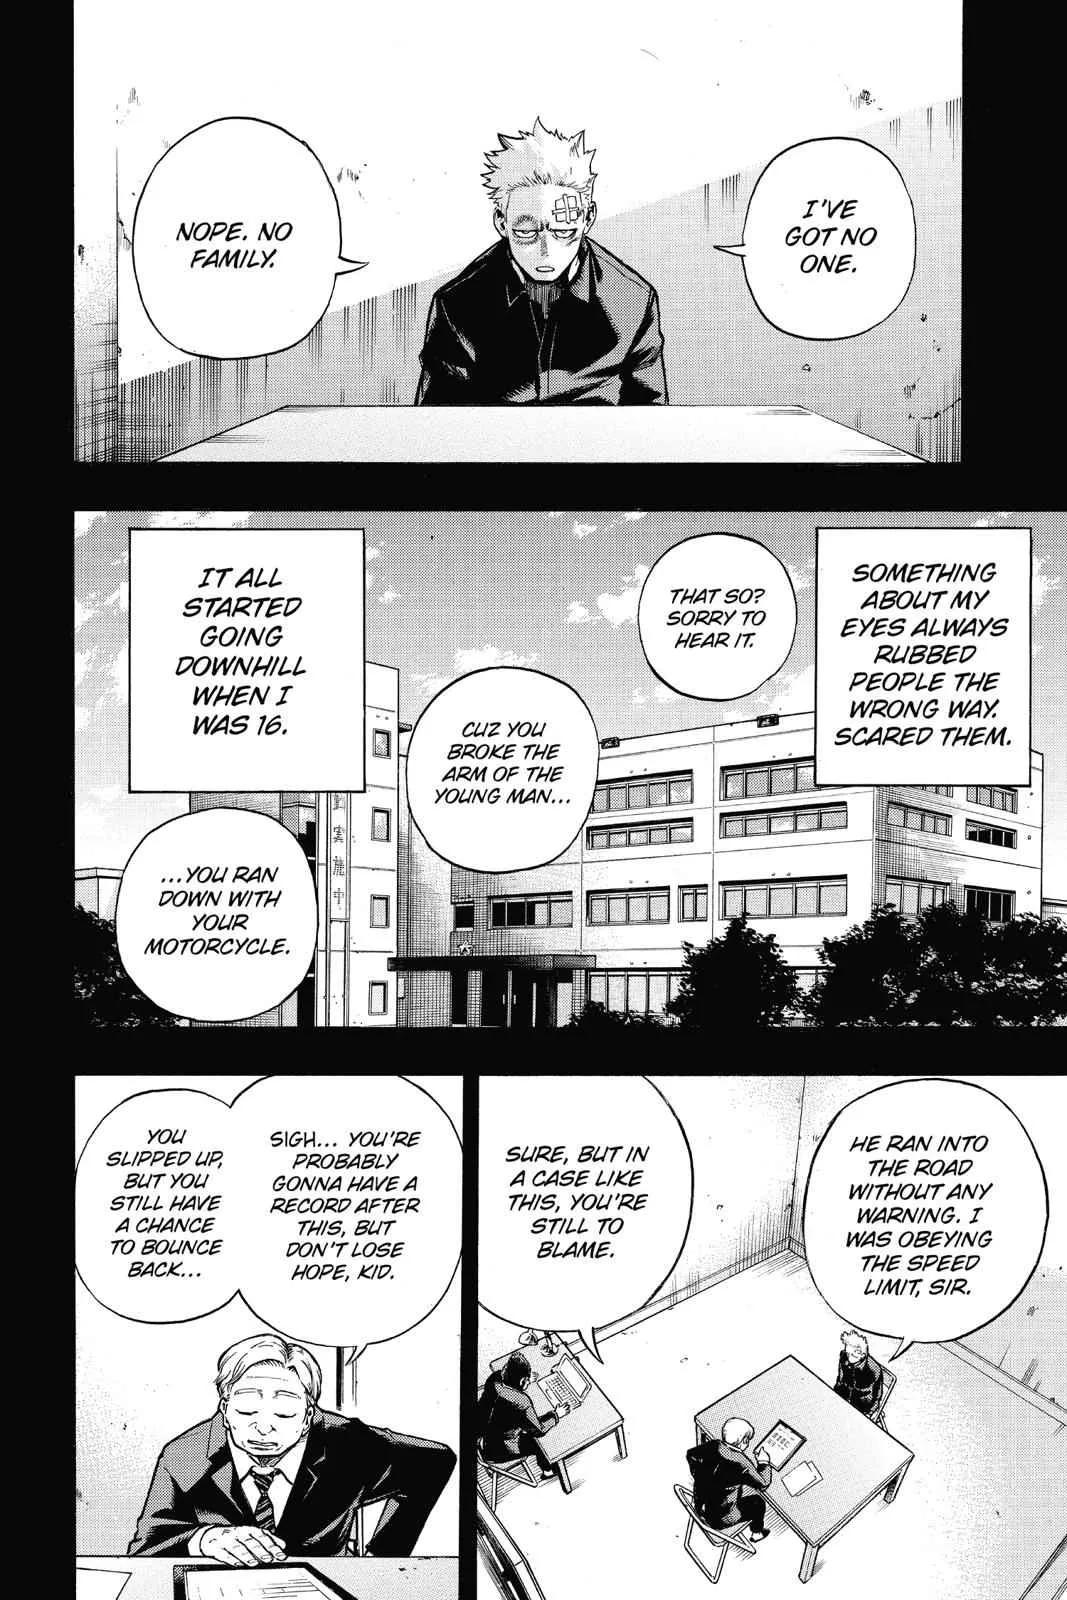 I'VE
GOT NO
ONE.
NOPE. NO
FAMILY.
SOMETHING
ABOUT MY
EYES ALWAYS
RUBBED
PEOPLE THE
WRONG WAY.
SCARED THEM.
THAT SO?
SORRY TO
HEAR IT.
IT ALL
STARTED
GOING
DOWNHILL
WHEN I
WAS 16.
CUZ YOU
BROKE THE
ARM OF THE
YOUNG MAN...
...YOU RAN
DOWN WITH
YOUR
MOTORCYCLE.
実
施
中
HE RAN INTO
THE ROAD
WITHOUT ANY
WARNING. I
WAS OBEYING
THE SPEED
LIMIT, SIR.
SURE, BUT IN
A CASE LIKE
THIS, YOU'RE
STILL TO
BLAME.
SIGH... YOU'RE
PROBABLY
GONNA HAVE A
RECORD AFTER
THIS, BUT
DON'T LOSE
HOPE, KID.
YOU
SLIPPED UP,
BUT YOU
STILL HAVE
A CHANCE
TO BOUNCE
BACK...